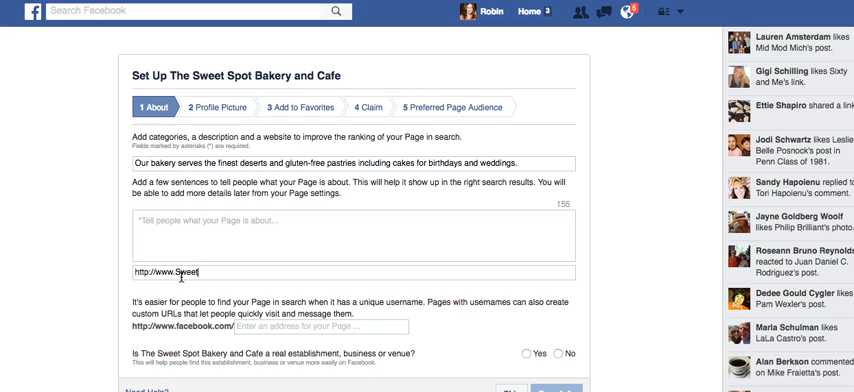 f
Search Facebook
Robin
Home 3
5
Set Up The Sweet Spot Bakery and Cafe
1 About
2 Profile Picture
3 Add to Favorites
4 Claim
5 Preferred Page Audience
Add categories, a description and a website to improve the ranking of your Page in search.
Fields marked by asterisks (*) are required.
Our bakery serves the finest deserts and gluten-free pastries including cakes for birthdays and weddings.
Add a few sentences to tell people what your Page is about. This will help it show up in the right search results. You will
be able to add more details later from your Page settings.
155
*Tell people what your Page is about...
http://www.Sweet
It's easier for people to find your Page in search when it has a unique username. Pages with usernames can also create
custom URLs that let people quickly visit and message them.
http://www.facebook.com/ Enter an address for your Page ...
Is The Sweet Spot Bakery and Cafe a real establishment, business or venue?
Yes
No
This will help people find this establishment, business or venue more easily on Facebook.
Need Help?
Lauren Amsterdam likes
Mid Mod Mich's post.
Gigi Schilling likes Sixty
and Me's link.
Ettie Shapiro shared a link
Jodi Schwartz likes Leslie
Belle Posnock's post in
Penn Class of 1981.
Sandy Hapoienu replied to
Tori Hapoienu's comment.
Jayne Goldberg Woolf
likes Philip Brilliant's photo.
Roseann Bruno Reynolds
reacted to Juan Daniel C.
Rodriguez's post.
Dedee Gould Cygler likes
Pam Wexler's post.
Marla Schulman likes
LaLa Castro's post.
Alan Berkson commented
on Mike Fraietta's post.